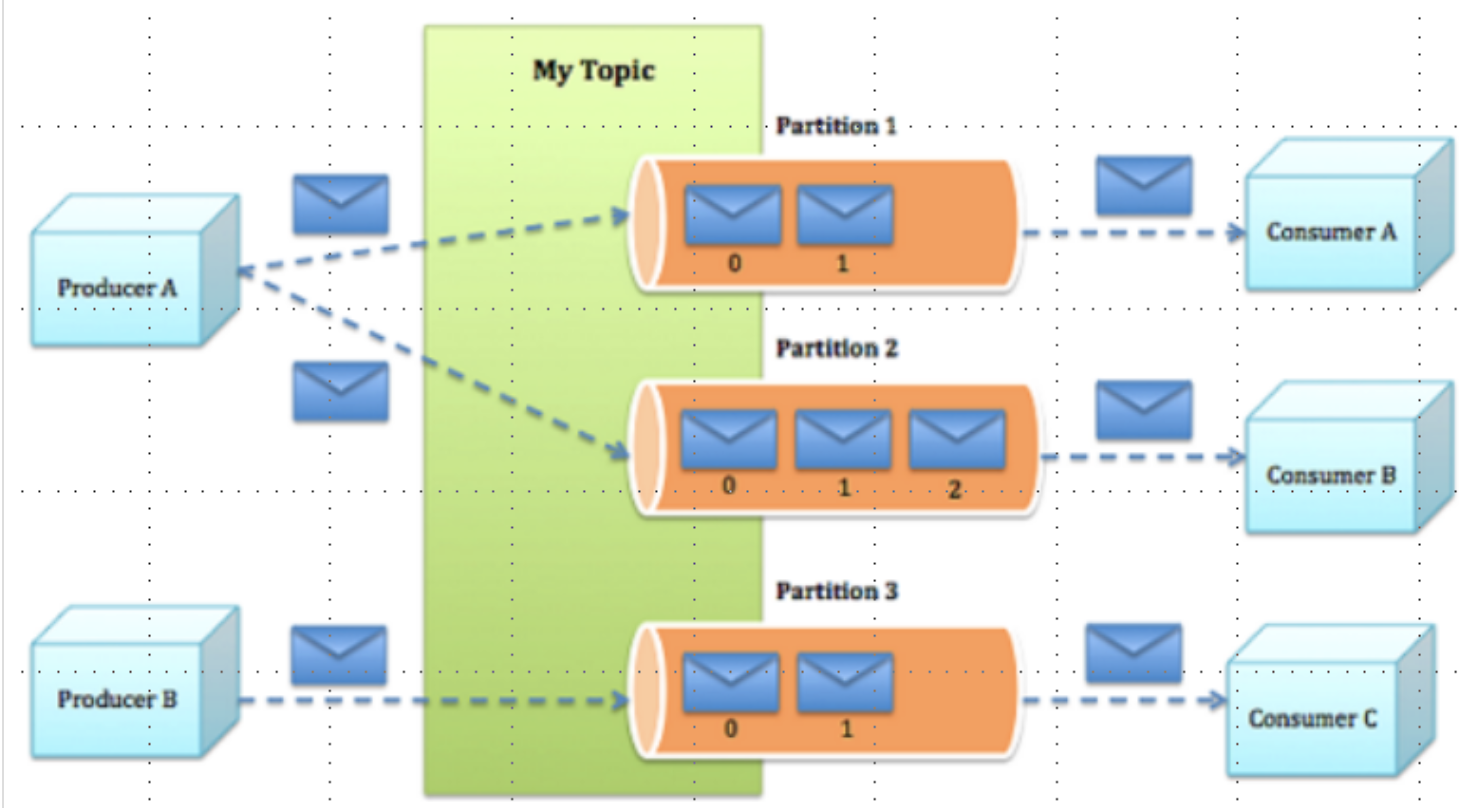 My Topic
Partition 1
Producer A
0 1
Consumer A
Partition 2
0 1 2
Consumer B
Partition 3
Producer B
0 1
Consumer C